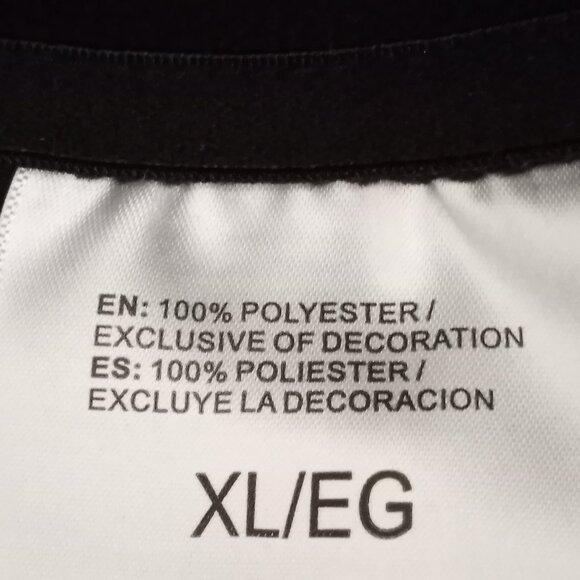 EN: 100% POLYESTER /
EXCLUSIVE OF DECORATION
ES: 100% POLIESTER /
EXCLUYE LA DECORACION
XL/EG